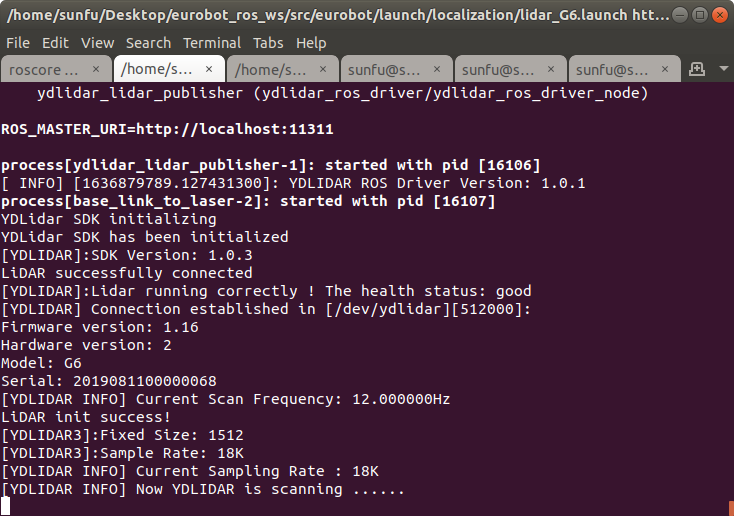 /home/sunfu/Desktop/eurobot_ros_ws/src/eurobot/launch/localization/lidar_G6.launch htt...
File Edit View Search Terminal Tabs Help
roscore ... × /home/s... × /home/s... × sunfu@s... × sunfu@s... × sunfu@s... ×
ydlidar_lidar_publisher (ydlidar_ros_driver/ydlidar_ros_driver_node)
ROS_MASTER_URI=http://localhost:11311
process[ydlidar_lidar_publisher-1]: started with pid [16106]
[ INFO] [1636879789.127431300]: YDLIDAR ROS Driver Version: 1.0.1
process[base_link_to_laser-2]: started with pid [16107]
YDLidar SDK initializing
YDLidar SDK has been initialized
[YDLIDAR]:SDK Version: 1.0.3
LiDAR successfully connected
[YDLIDAR]:Lidar running correctly ! The health status: good
[YDLIDAR] Connection established in [/dev/ydlidar][512000]:
Firmware version: 1.16
Hardware version: 2
Model: G6
Serial: 2019081100000068
[YDLIDAR INFO] Current Scan Frequency: 12.000000Hz
LiDAR init success!
[YDLIDAR3]:Fixed Size: 1512
[YDLIDAR3]:Sample Rate: 18K
[YDLIDAR INFO] Current Sampling Rate : 18K
[YDLIDAR INFO] Now YDLIDAR is scanning ......